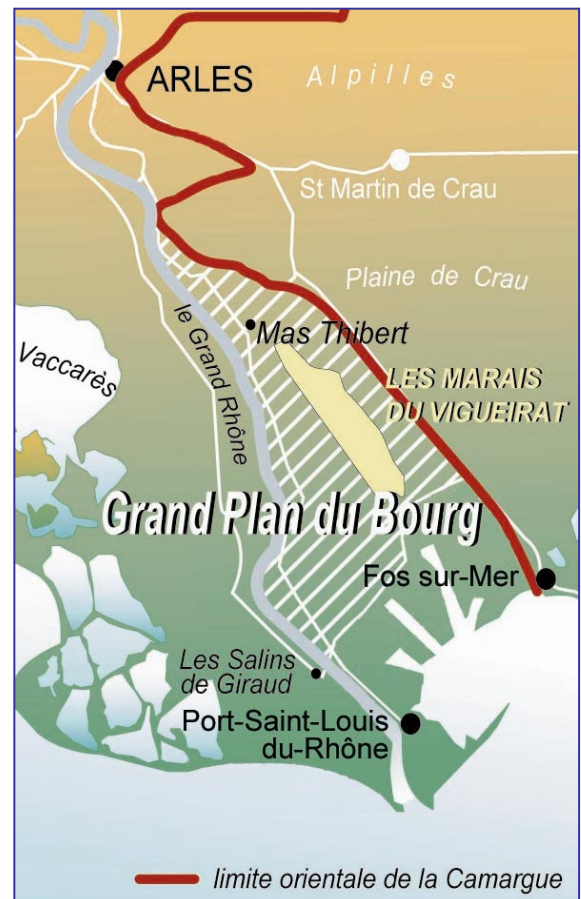 ARLES
Alpilles
St Martin de Crau
Plaine de Crau
le Grand Rhône
Mas Thibert
Vaccarès
LES MARAIS
DU VIGUEIRAT
Grand Plan du Bourg
Fos sur-Mer
Les Salins
de Giraud
Port-Saint-Louis
du-Rhône
limite orientale de la Camargue